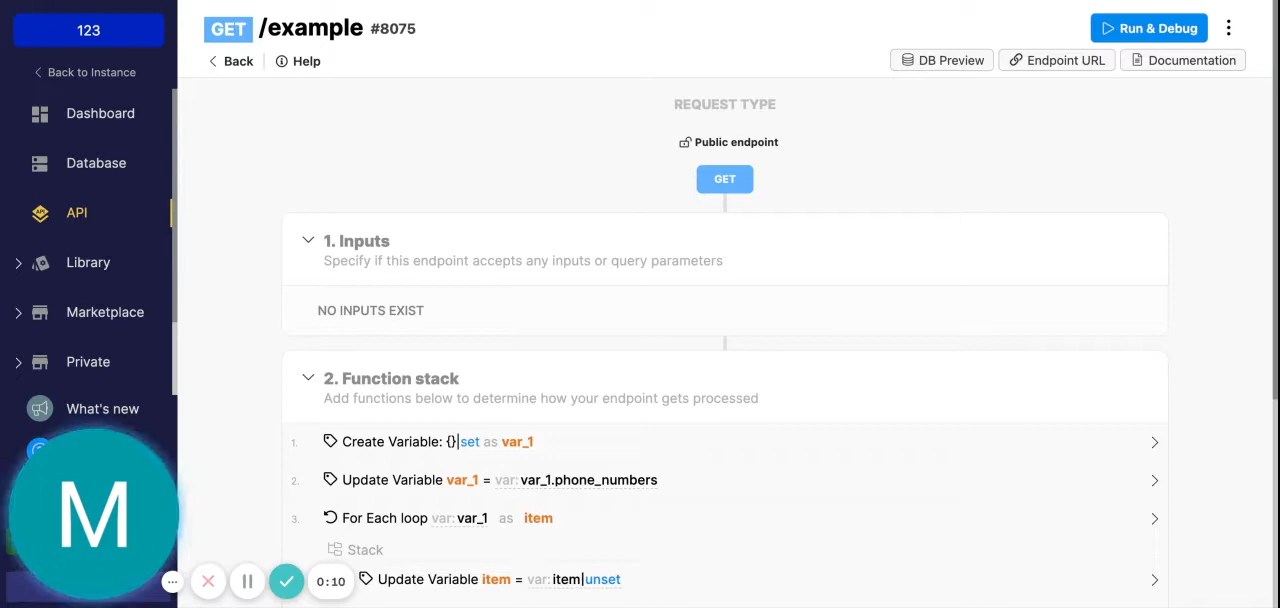 123
Back to Instance
Dashboard
Database
API
Library
Marketplace
Private
What's new
M
0:10
GET /example #8075
Back
Help
Run & Debug
DB Preview
Endpoint URL
Documentation
REQUEST TYPE
Public endpoint
GET
1. Inputs
Specify if this endpoint accepts any inputs or query parameters
NO INPUTS EXIST
2. Function stack
Add functions below to determine how your endpoint gets processed
1. Create Variable: {}|set as var_1
2. Update Variable var_1 = var: var_1.phone_numbers
3. For Each loop var: var_1 as item
Stack
Update Variable item = var: item|unset